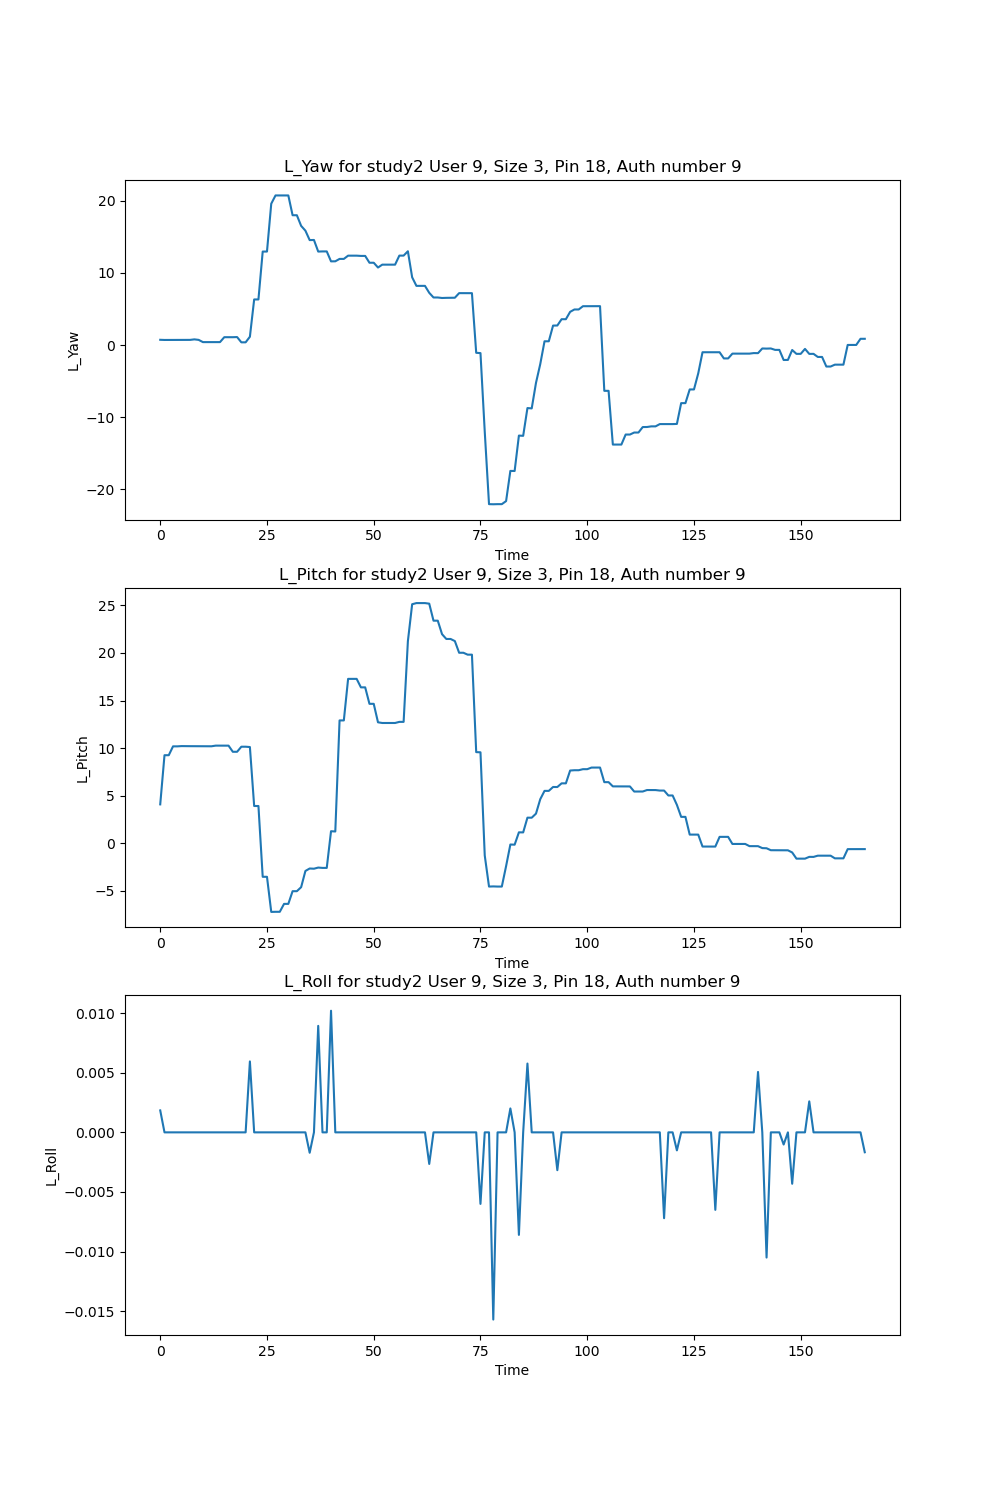 L_Yaw for study2 User 9, Size 3, Pin 18, Auth number 9
20
10
0
−10
−20
L_Yaw
0 25 50 75 100 125 150
Time
L_Pitch for study2 User 9, Size 3, Pin 18, Auth number 9
25
20
15
10
5
0
−5
L_Pitch
0 25 50 75 100 125 150
Time
L_Roll for study2 User 9, Size 3, Pin 18, Auth number 9
0.010
0.005
0.000
−0.005
−0.010
−0.015
L_Roll
0 25 50 75 100 125 150
Time